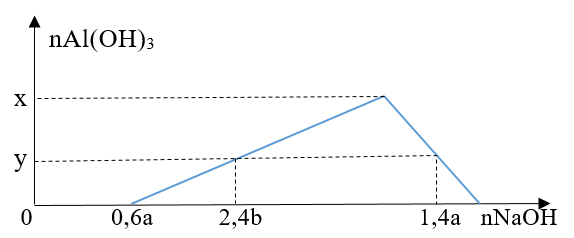 nAl(OH)₃
x
y
0
0,6a
2,4b
1,4a
nNaOH